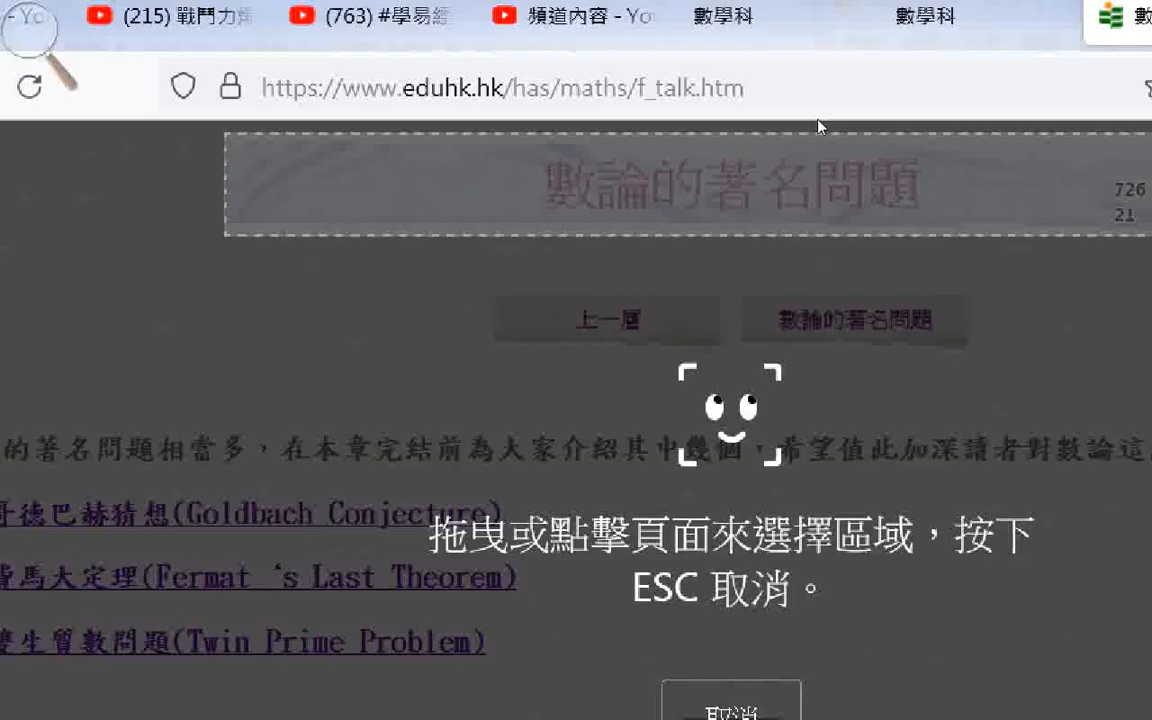 - Yo
(215) 戰鬥力
(763) #學易經
頻道內容 - Yo
數學科
數學科
數
https://www.eduhk.hk/has/maths/f_talk.htm
數論的著名問題
726
21
上一層
數論的著名問題
的著名問題相當多，在本章完結前為大家介紹其中幾個，希望值此加深讀者對數論這
哥德巴赫猜想(Goldbach Conjecture)
費馬大定理(Fermat ‘s Last Theorem)
雙生質數問題(Twin Prime Problem)
拖曳或點擊頁面來選擇區域，按下
ESC 取消。
取消